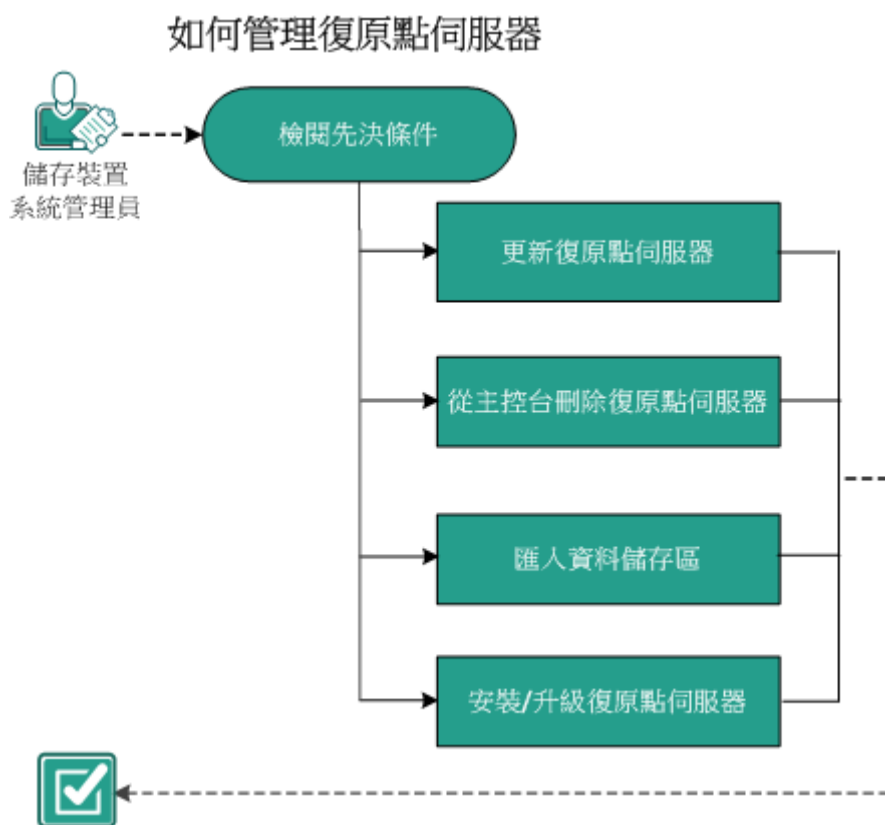 如何管理復原點伺服器
檢閱先決條件
儲存裝置
系統管理員
更新復原點伺服器
從主控台刪除復原點伺服器
匯入資料儲存區
安裝/升級復原點伺服器